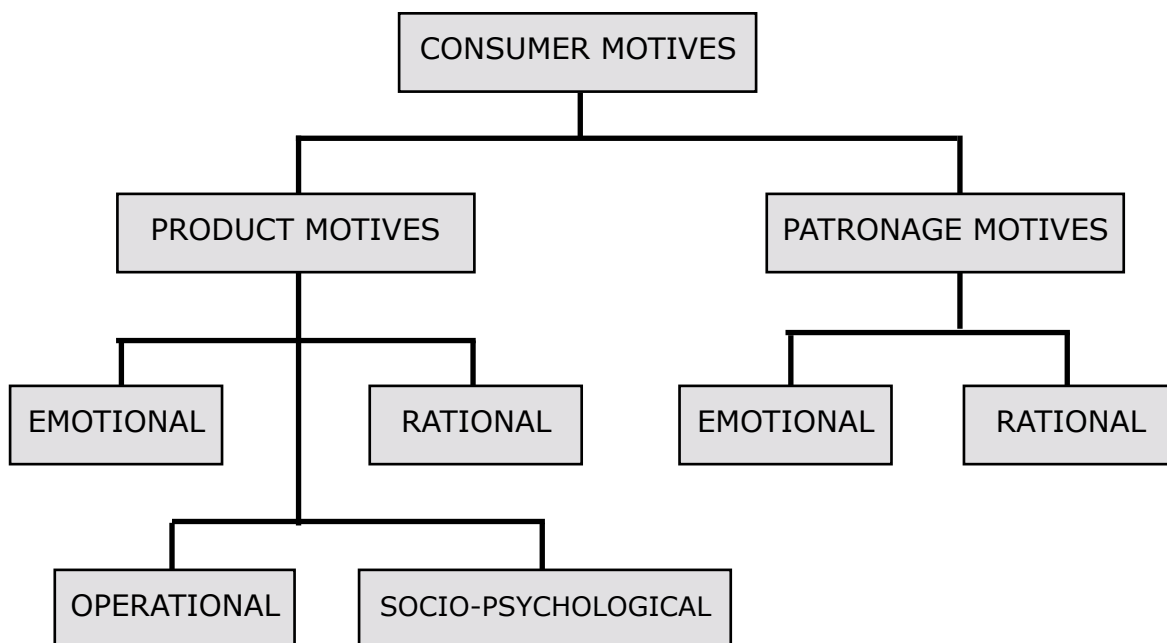 CONSUMER MOTIVES
PRODUCT MOTIVES
PATRONAGE MOTIVES
EMOTIONAL
RATIONAL
EMOTIONAL
RATIONAL
OPERATIONAL
SOCIO-PSYCHOLOGICAL